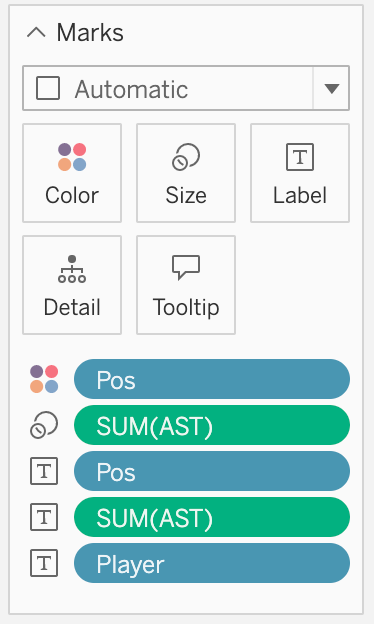 Marks
Automatic
Color Size Label
Detail Tooltip
Pos
SUM(AST)
T Pos
T SUM(AST)
T Player